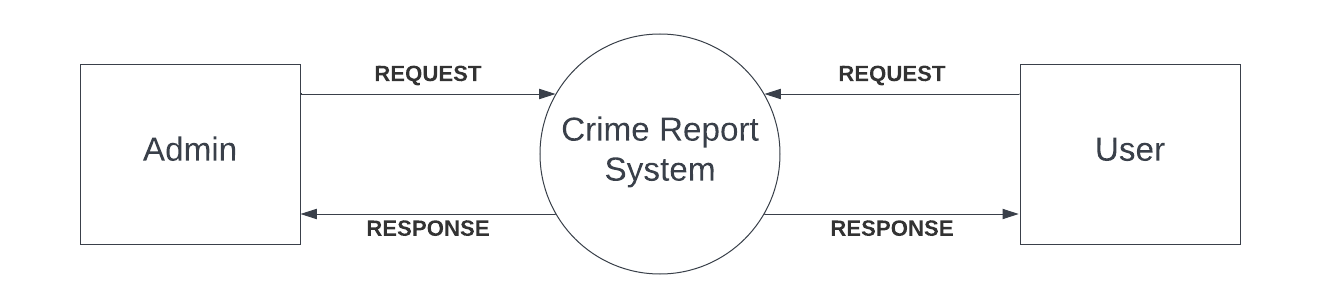 REQUEST
REQUEST
Admin
Crime Report
System
User
RESPONSE
RESPONSE